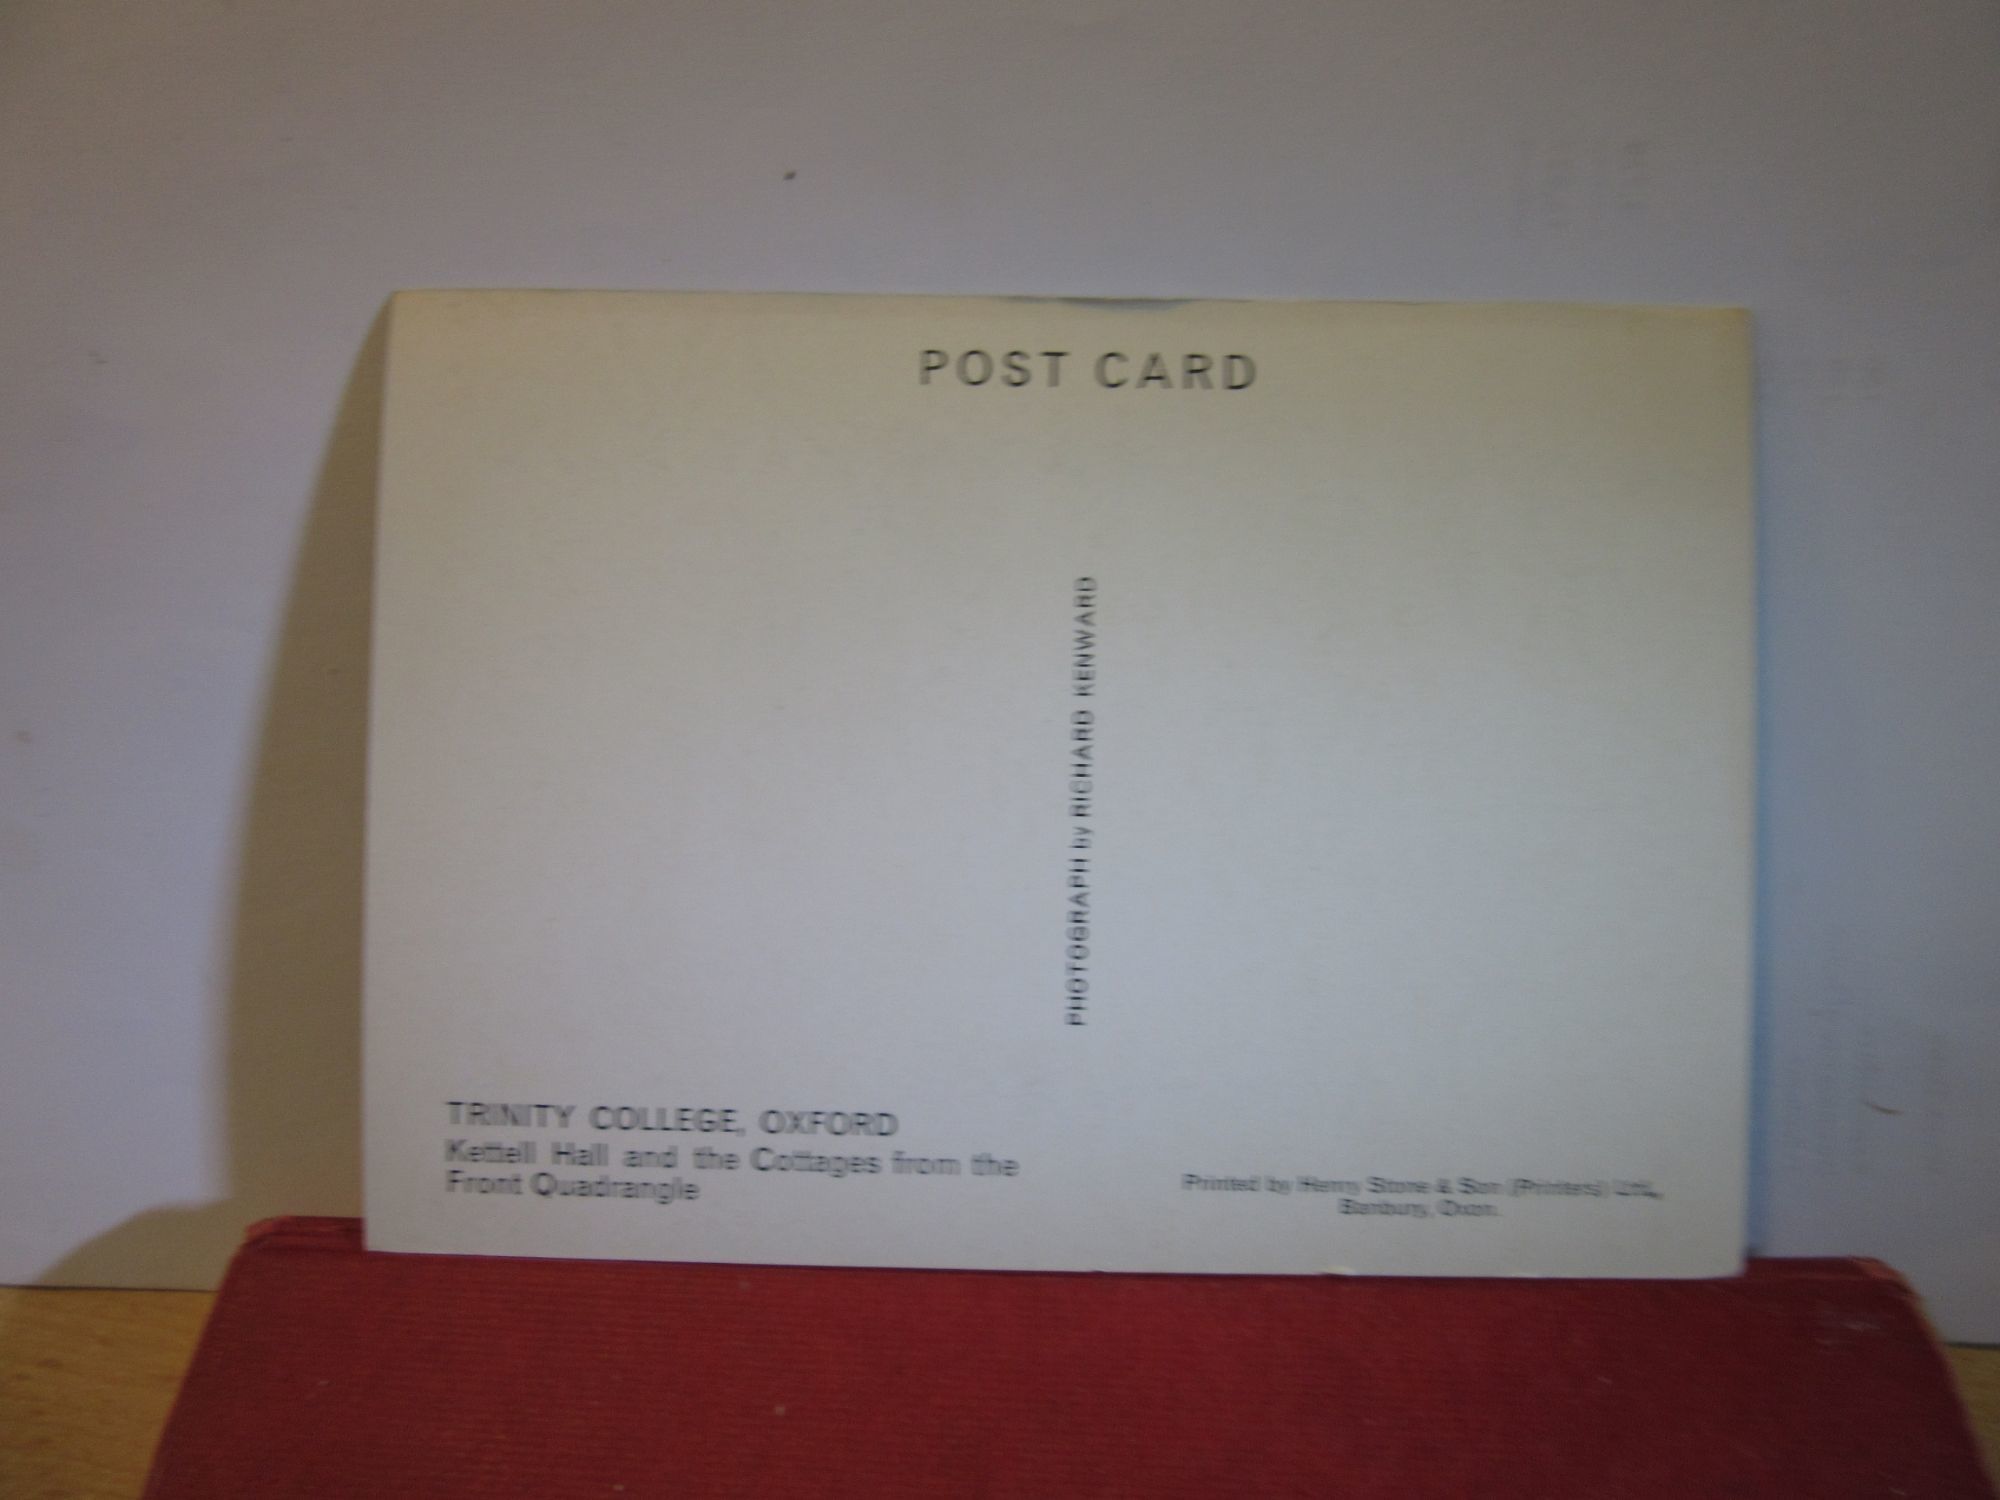 POST CARD
PHOTOGRAPH by RICHARD KENWARD
TRINITY COLLEGE, OXFORD
Kettell Hall and the Cottages from the
Front Quadrangle
Printed by Henry Stone & Son (Printers) Ltd.,
Banbury, Oxon.